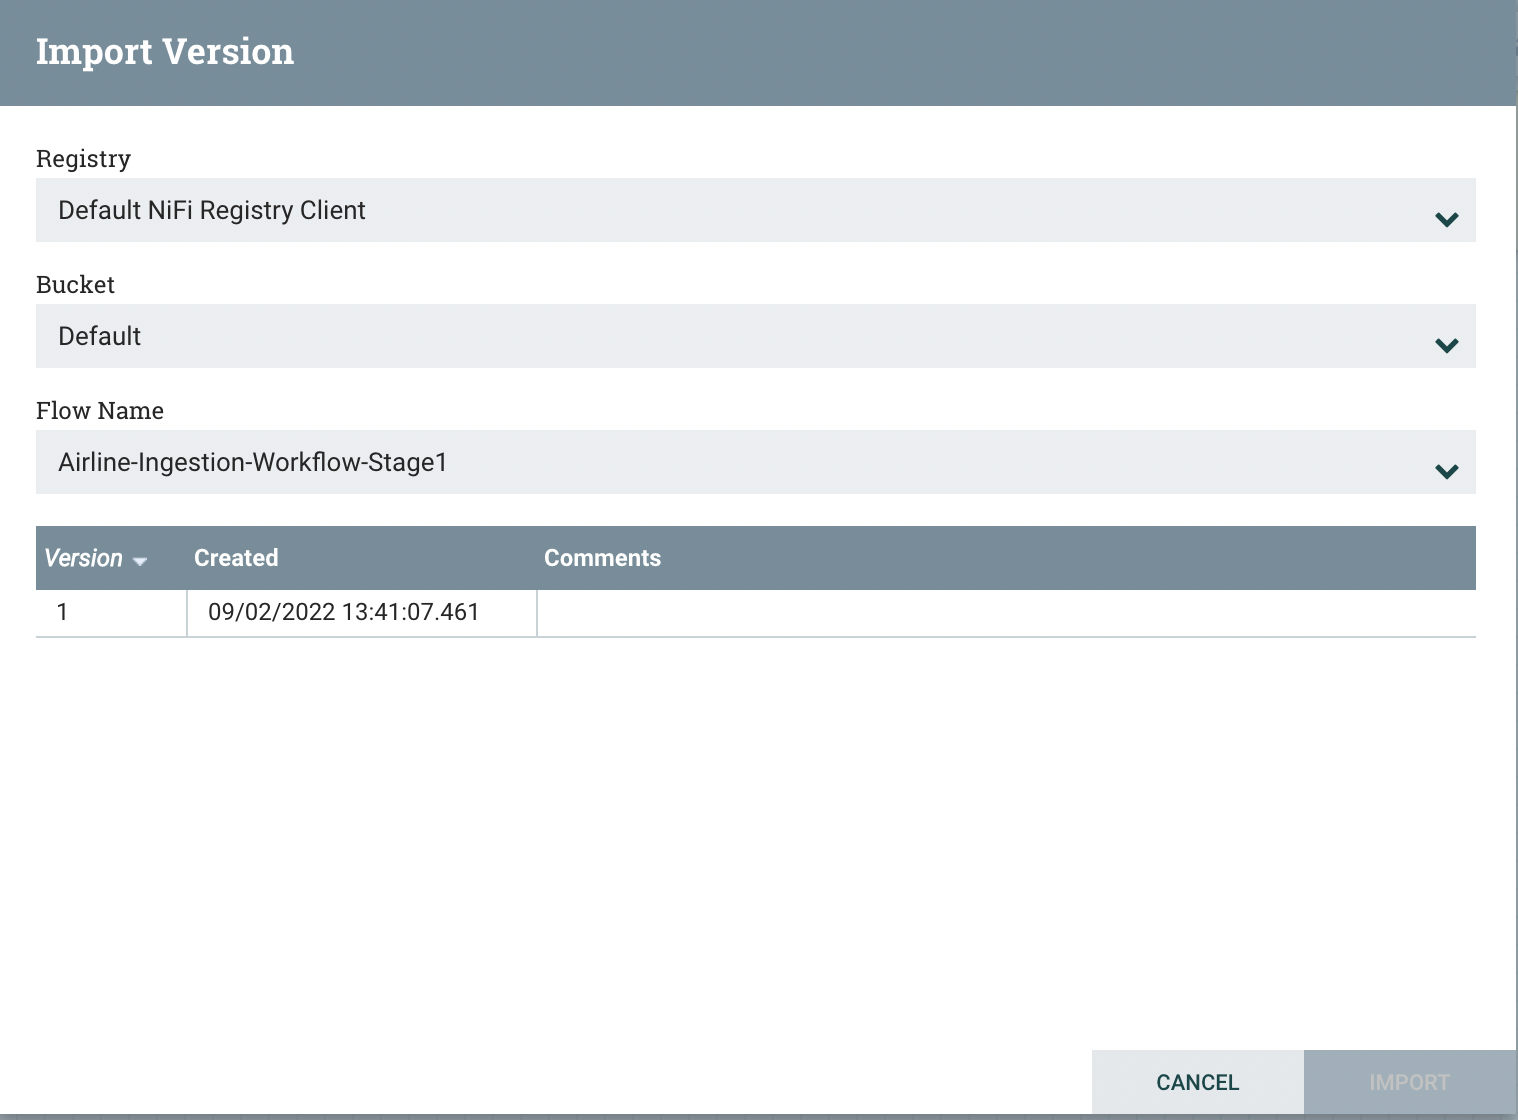 Import Version
Registry
Default NiFi Registry Client
Bucket
Default
Flow Name
Airline-Ingestion-Workflow-Stage1
Version Created Comments
1 09/02/2022 13:41:07.461
CANCEL IMPORT